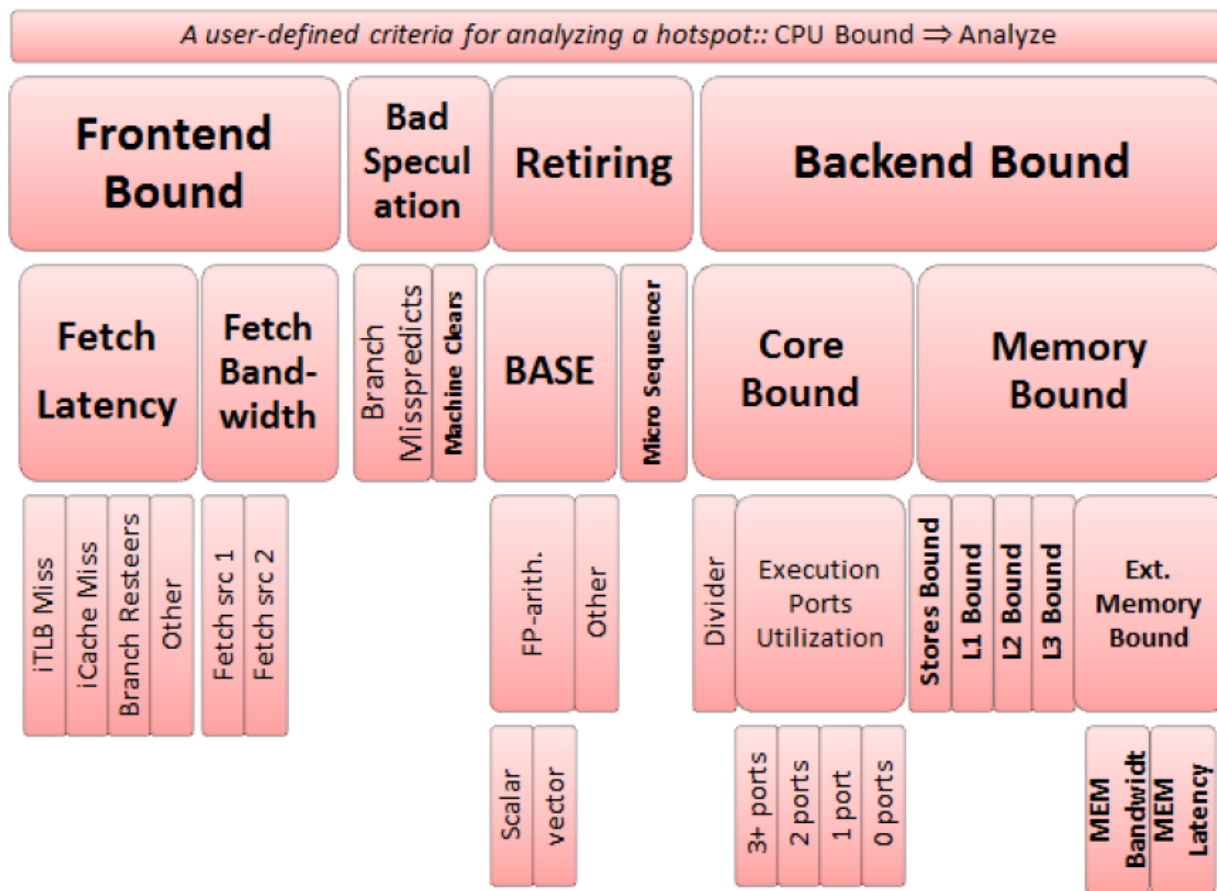 A user-defined criteria for analyzing a hotspot:: CPU Bound ⇒ Analyze
Frontend
Bound
Bad
Specul
ation
Retiring
Backend Bound
Fetch
Latency
Fetch
Band-
width
Branch
Misspredicts
Machine Clears
BASE
Micro Sequencer
Core
Bound
Memory
Bound
iTLB Miss
iCache Miss
Branch Resteers
Other
Fetch src 1
Fetch src 2
FP-arith.
Other
Divider
Execution
Ports
Utilization
Stores Bound
L1 Bound
L2 Bound
L3 Bound
Ext.
Memory
Bound
Scalar
vector
3+ ports
2 ports
1 port
0 ports
MEM
Bandwidt
MEM
Latency